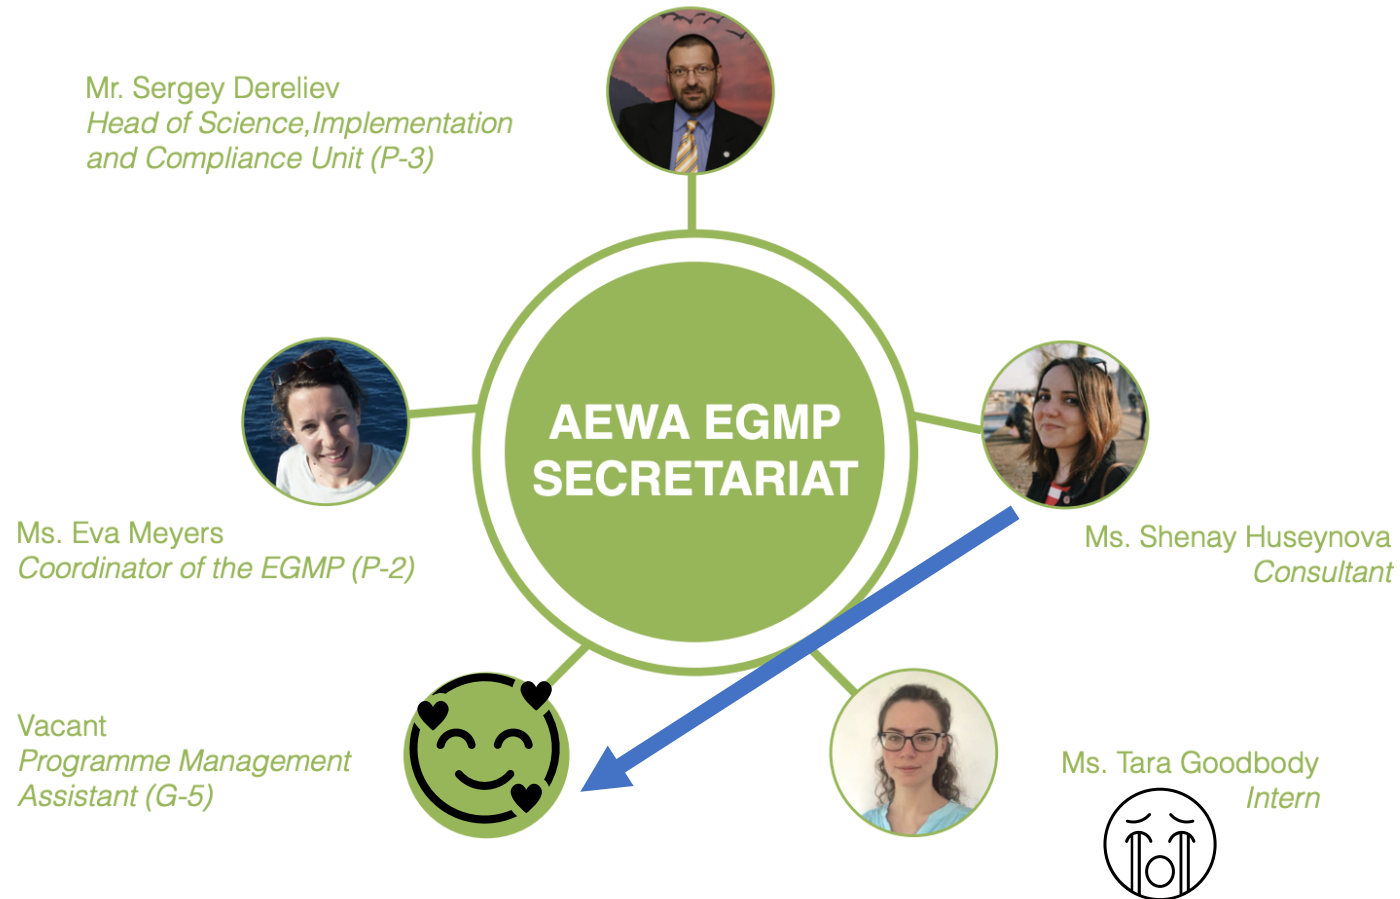 Mr. Sergey Dereliev
Head of Science,Implementation
and Compliance Unit (P-3)
AEWA EGMP
SECRETARIAT
Ms. Eva Meyers
Coordinator of the EGMP (P-2)
Ms. Shenay Huseynova
Consultant
Vacant
Programme Management
Assistant (G-5)
Ms. Tara Goodbody
Intern